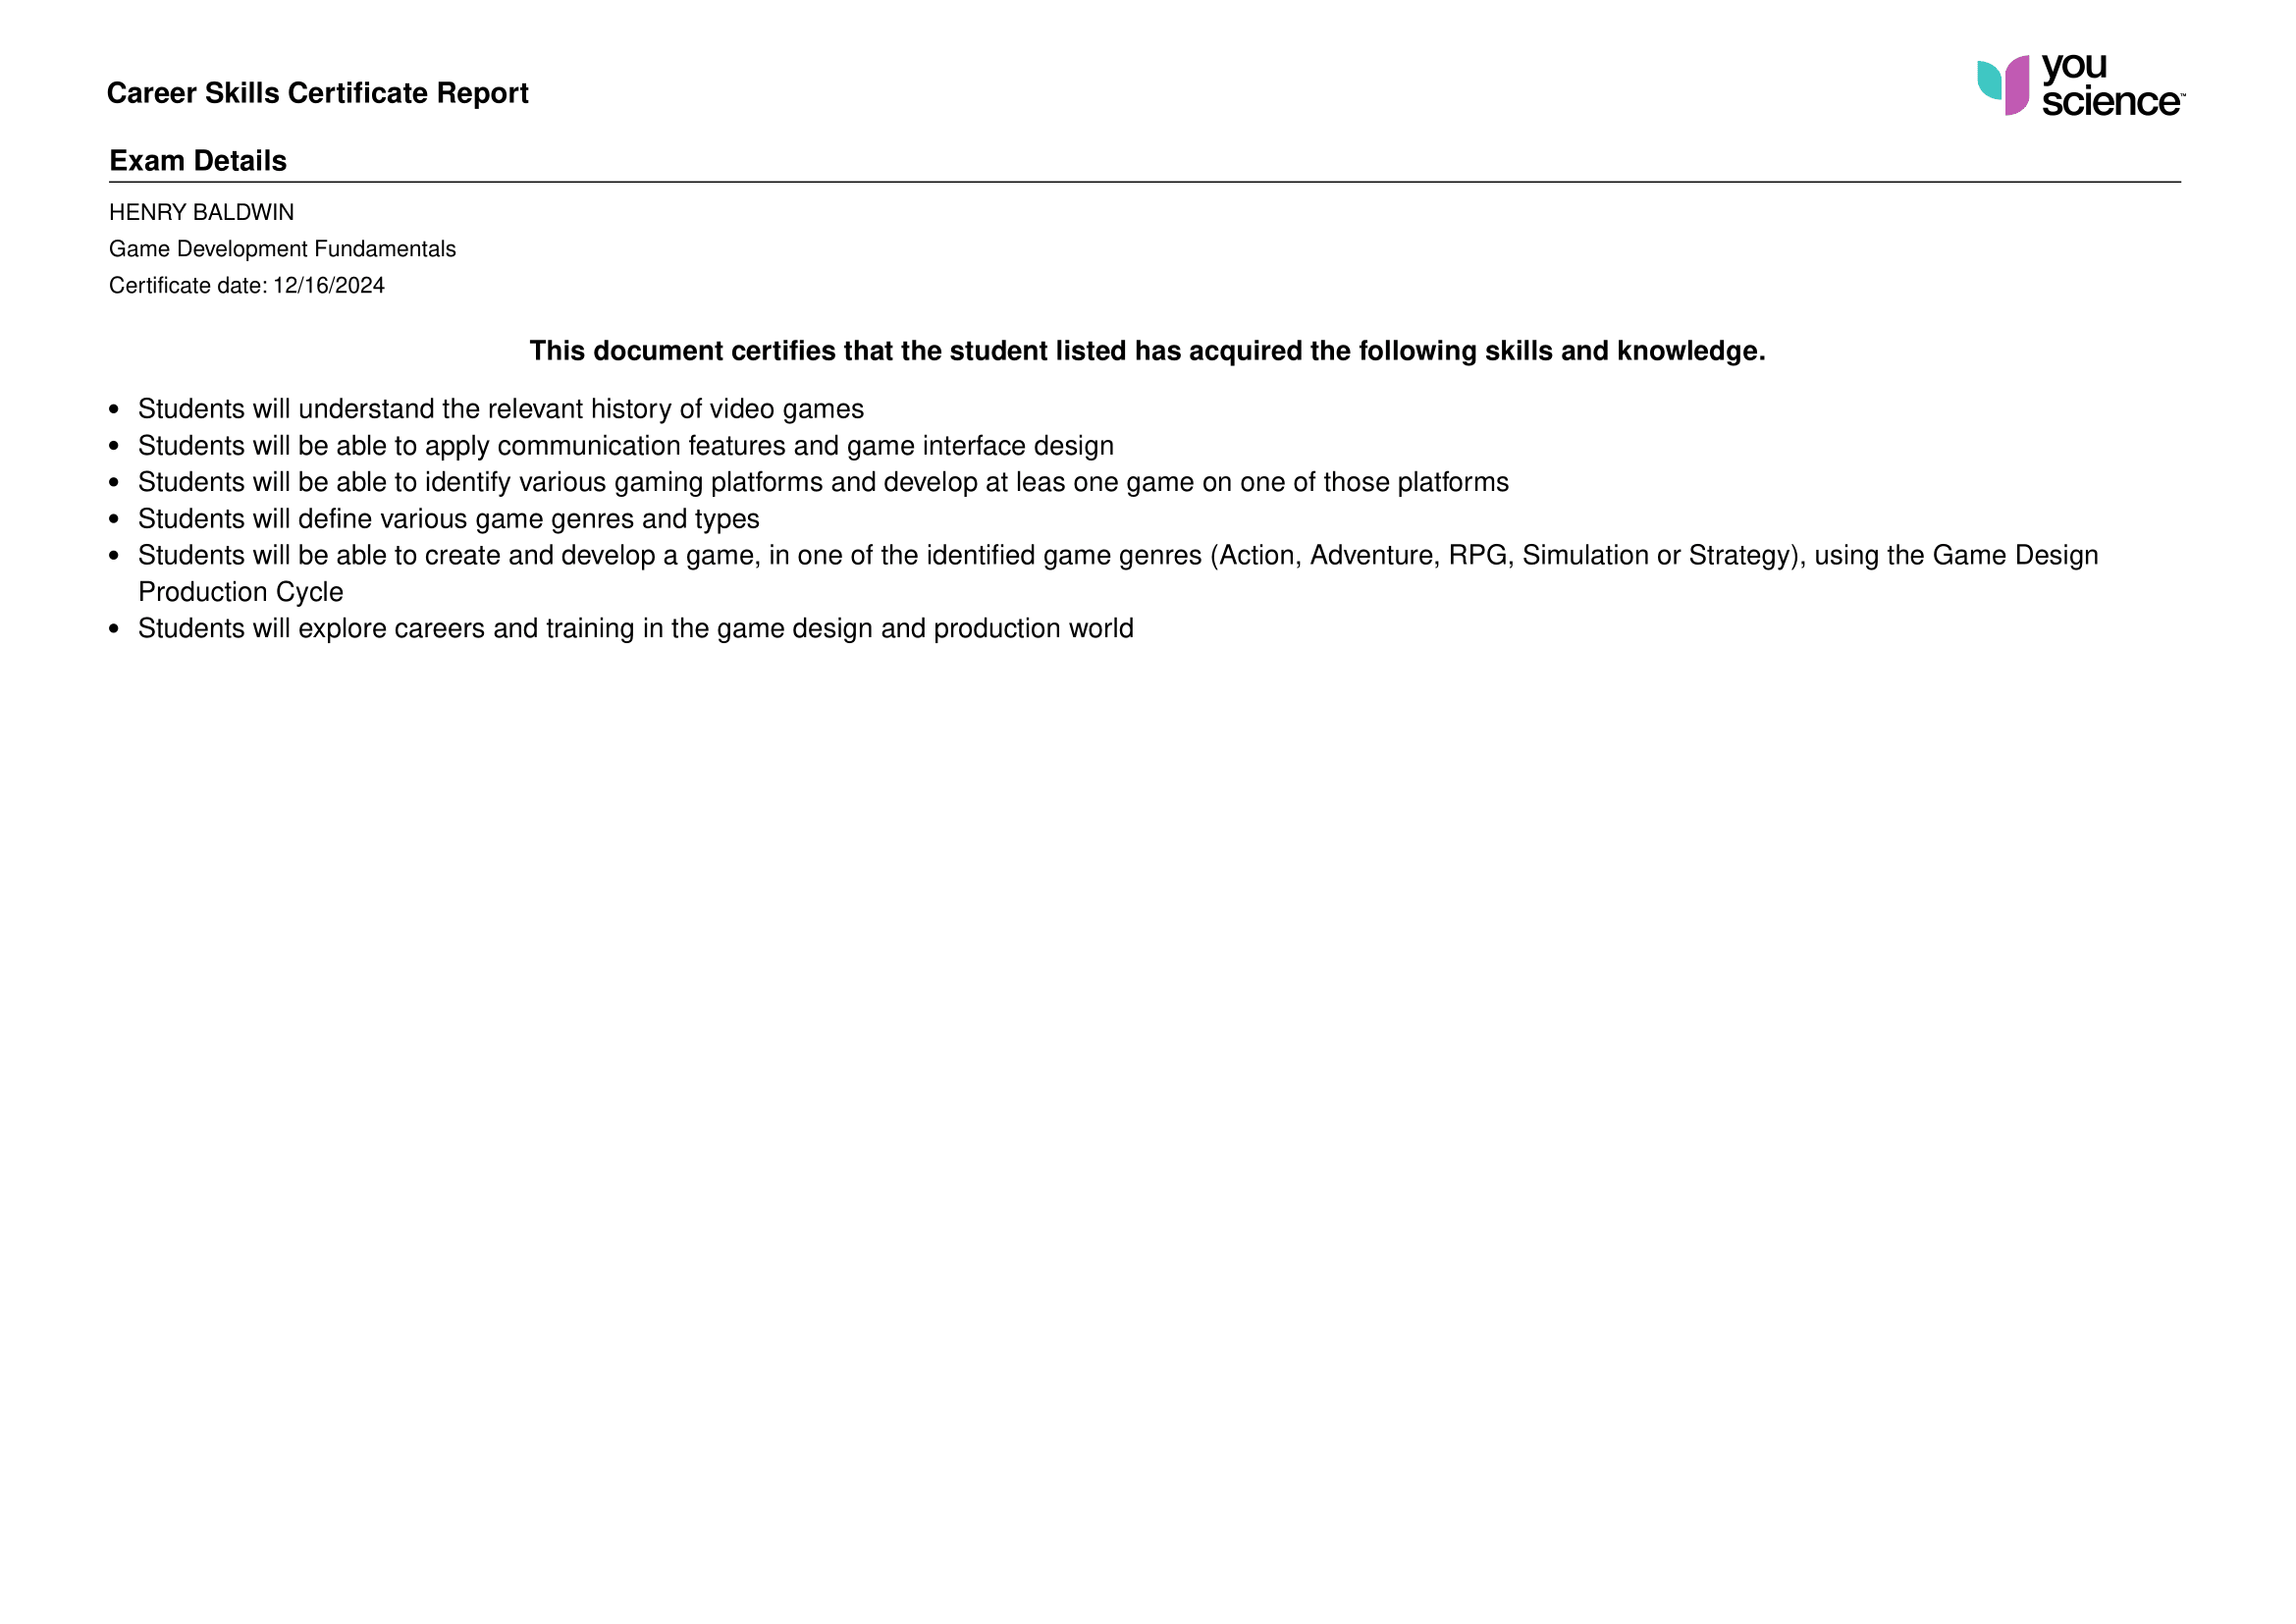 Career Skills Certificate Report
you
science™
Exam Details
HENRY BALDWIN
Game Development Fundamentals
Certificate date: 12/16/2024
This document certifies that the student listed has acquired the following skills and knowledge.
• Students will understand the relevant history of video games
• Students will be able to apply communication features and game interface design
• Students will be able to identify various gaming platforms and develop at leas one game on one of those platforms
• Students will define various game genres and types
• Students will be able to create and develop a game, in one of the identified game genres (Action, Adventure, RPG, Simulation or Strategy), using the Game Design
Production Cycle
• Students will explore careers and training in the game design and production world